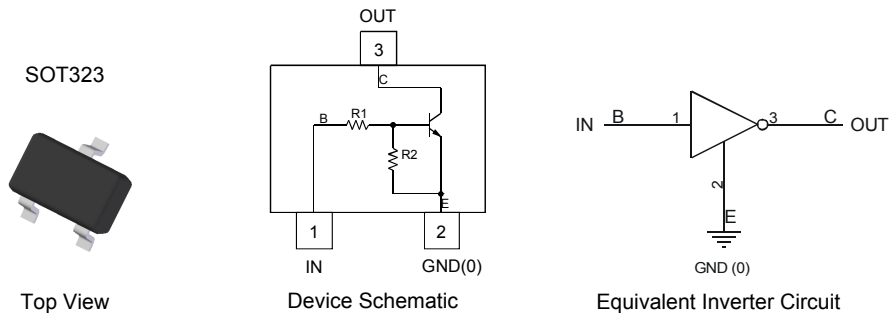 SOT323
Top View
OUT
3
C
B
R1
R2
E
1
2
IN
GND(0)
Device Schematic
IN
B
1
3
C
OUT
2
E
GND (0)
Equivalent Inverter Circuit